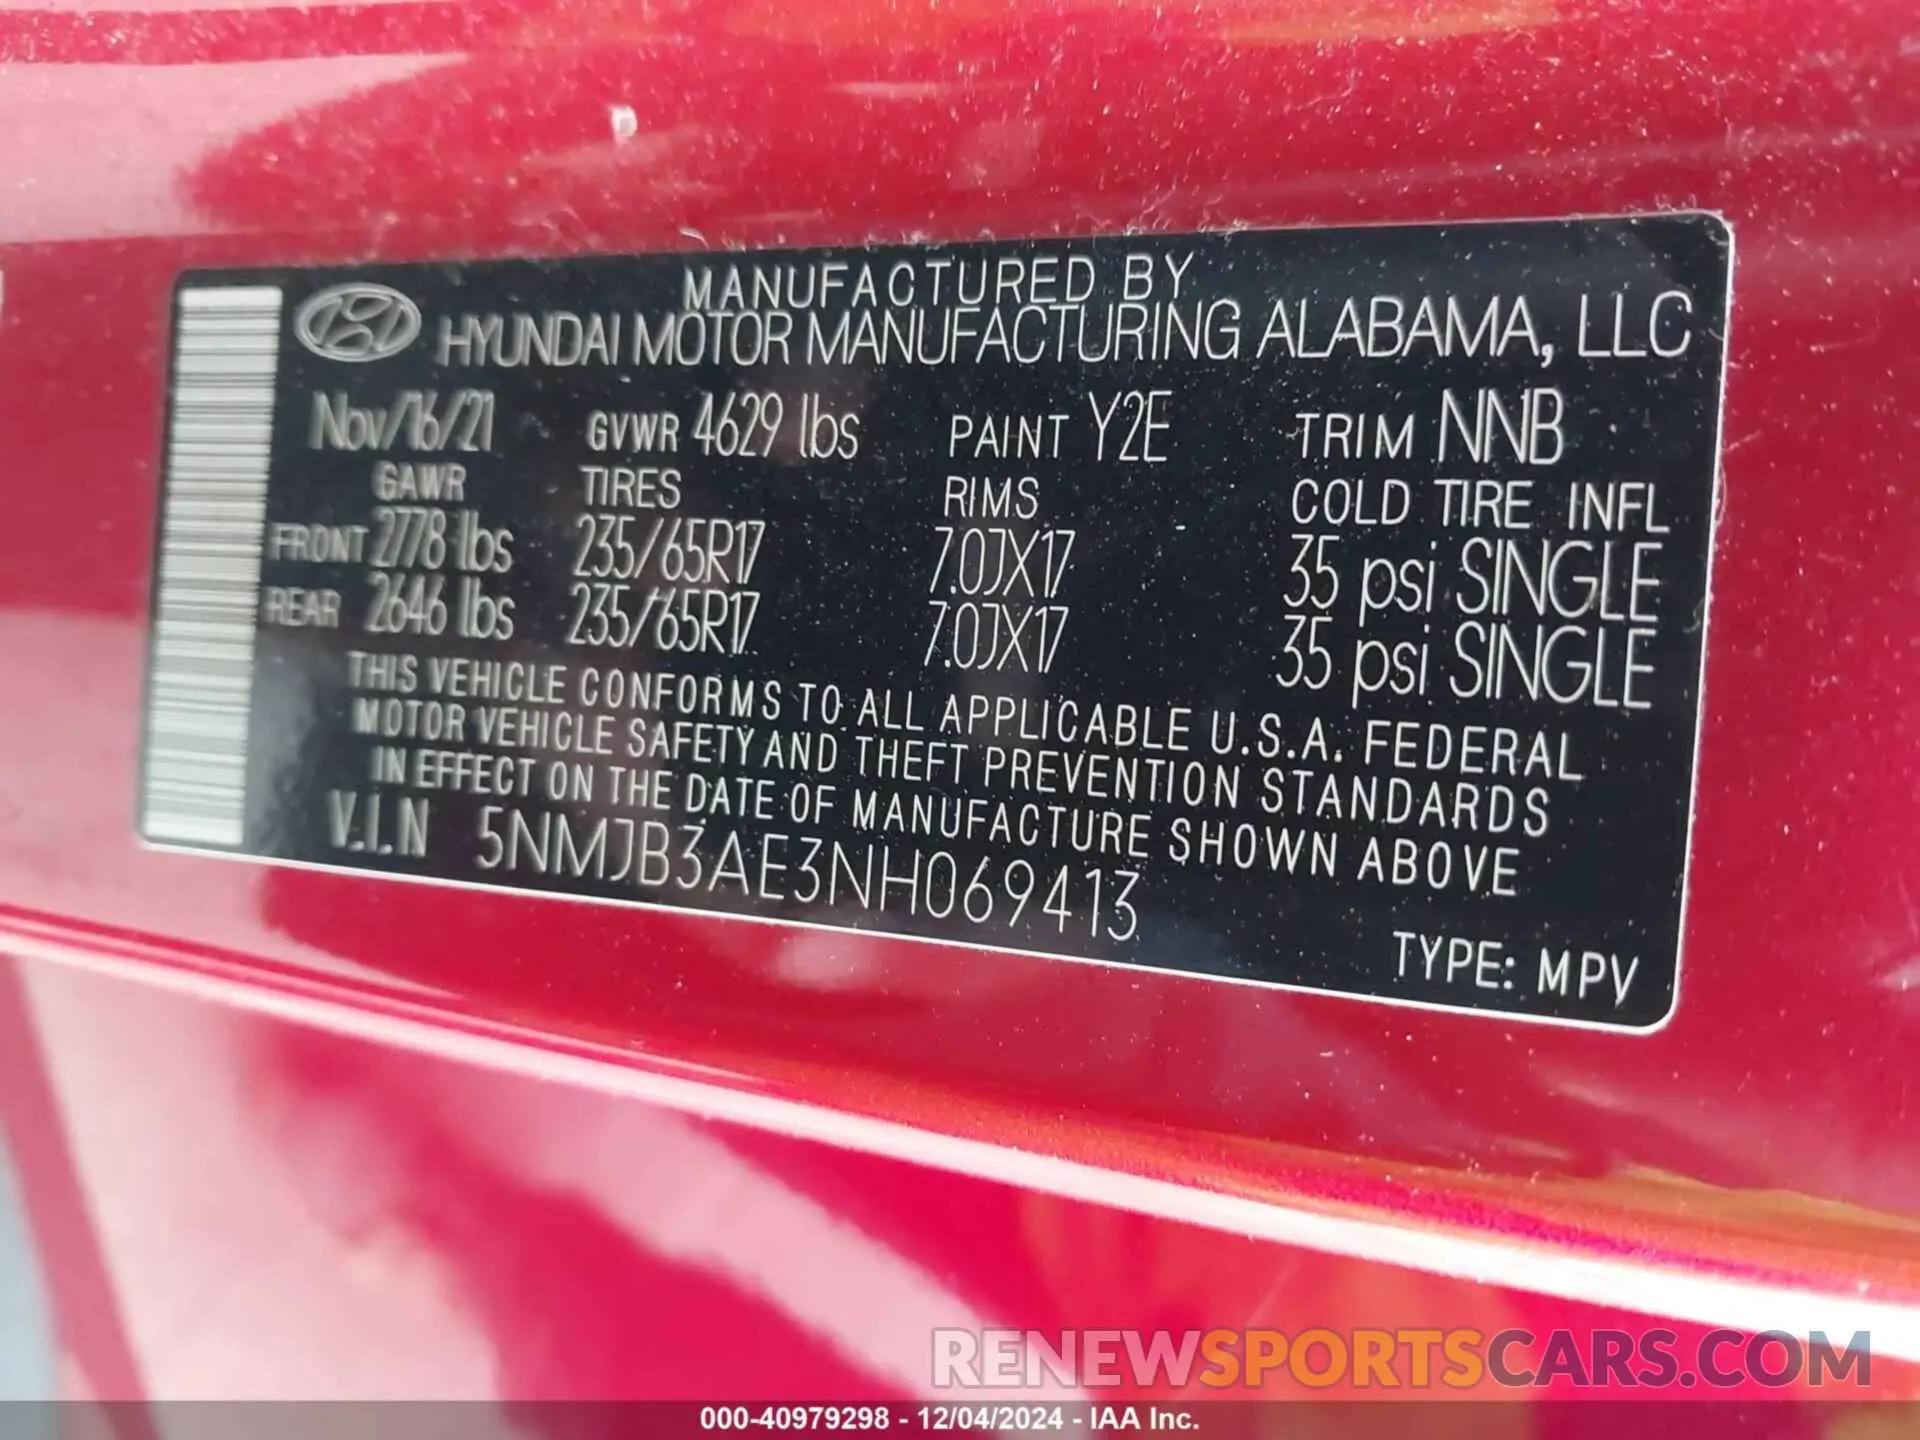 MANUFACTURED BY
HYUNDAI MOTOR MANUFACTURING ALABAMA, LLC
Nov/16/21 GVWR 4629 lbs PAINT Y2E TRIM NNB
GAWR TIRES RIMS COLD TIRE INFL
FRONT 2778 lbs 235/65R17 7.0JX17 35 psi SINGLE
REAR 2646 lbs 235/65R17 7.0JX17 35 psi SINGLE
THIS VEHICLE CONFORMS TO ALL APPLICABLE U.S.A. FEDERAL
MOTOR VEHICLE SAFETY AND THEFT PREVENTION STANDARDS
IN EFFECT ON THE DATE OF MANUFACTURE SHOWN ABOVE
V.I.N 5NMJB3AE3NH069413
TYPE: MPV
RENEWSPORTSCARS.COM
000-40979298 - 12/04/2024 - IAA Inc.